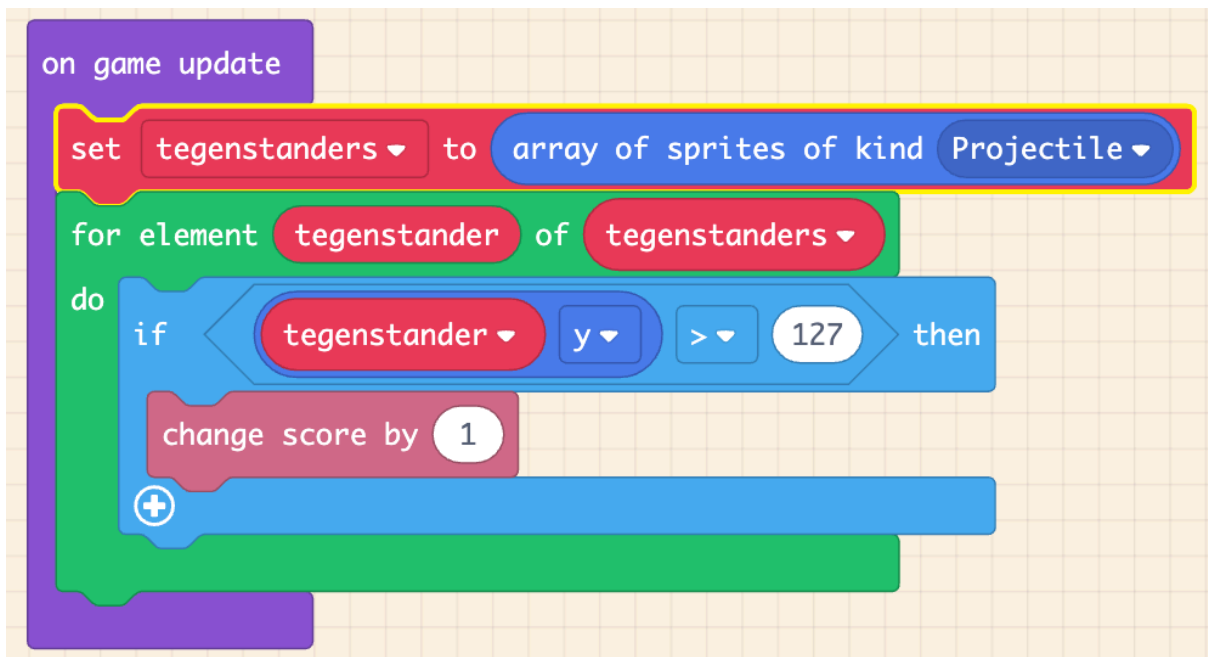 on game update
set tegenstanders to array of sprites of kind Projectile
for element tegenstander of tegenstanders
do
if tegenstander y > 127 then
change score by 1